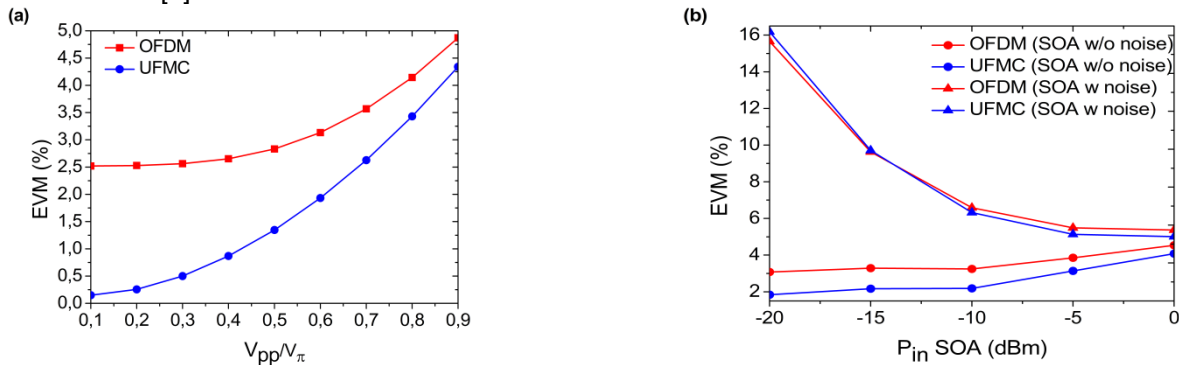 [4]
(a)
5,0
4,5
4,0
3,5
3,0
2,5
2,0
1,5
1,0
0,5
0,0
EVM (%)
OFDM
UFMC
0,1 0,2 0,3 0,4 0,5 0,6 0,7 0,8 0,9
Vpp/Vπ
(b)
16
14
12
10
8
6
4
2
EVM (%)
OFDM (SOA w/o noise)
UFMC (SOA w/o noise)
OFDM (SOA w noise)
UFMC (SOA w noise)
-20 -15 -10 -5 0
Pin SOA (dBm)